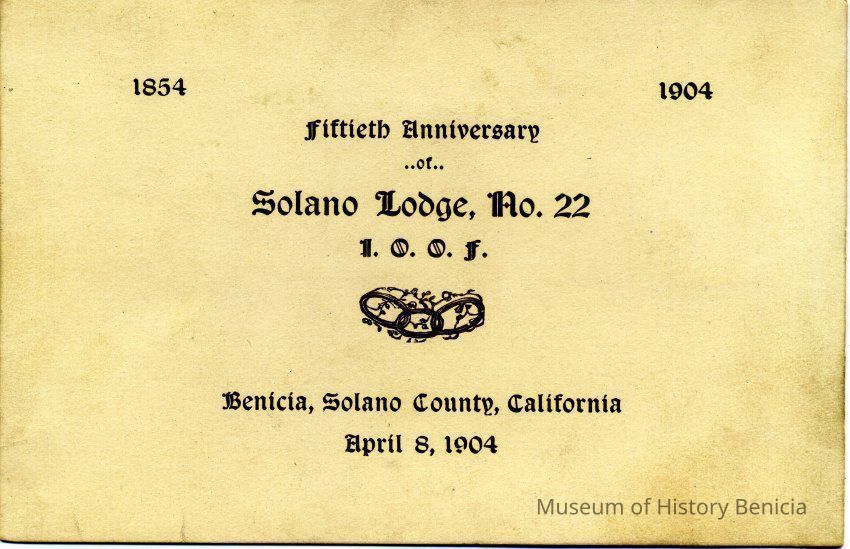 1854
1904
Fiftieth Anniversary
..of..
Solano Lodge, No. 22
I. O. O. F.
Benicia, Solano County, California
April 8, 1904
Museum of History Benicia